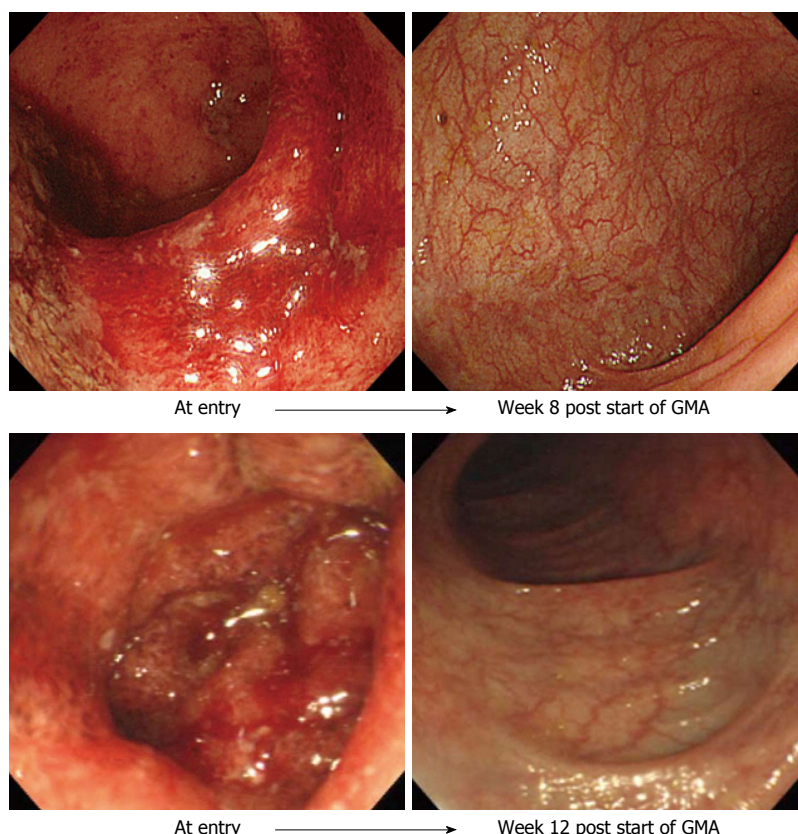 At entry
Week 8 post start of GMA
At entry
Week 12 post start of GMA